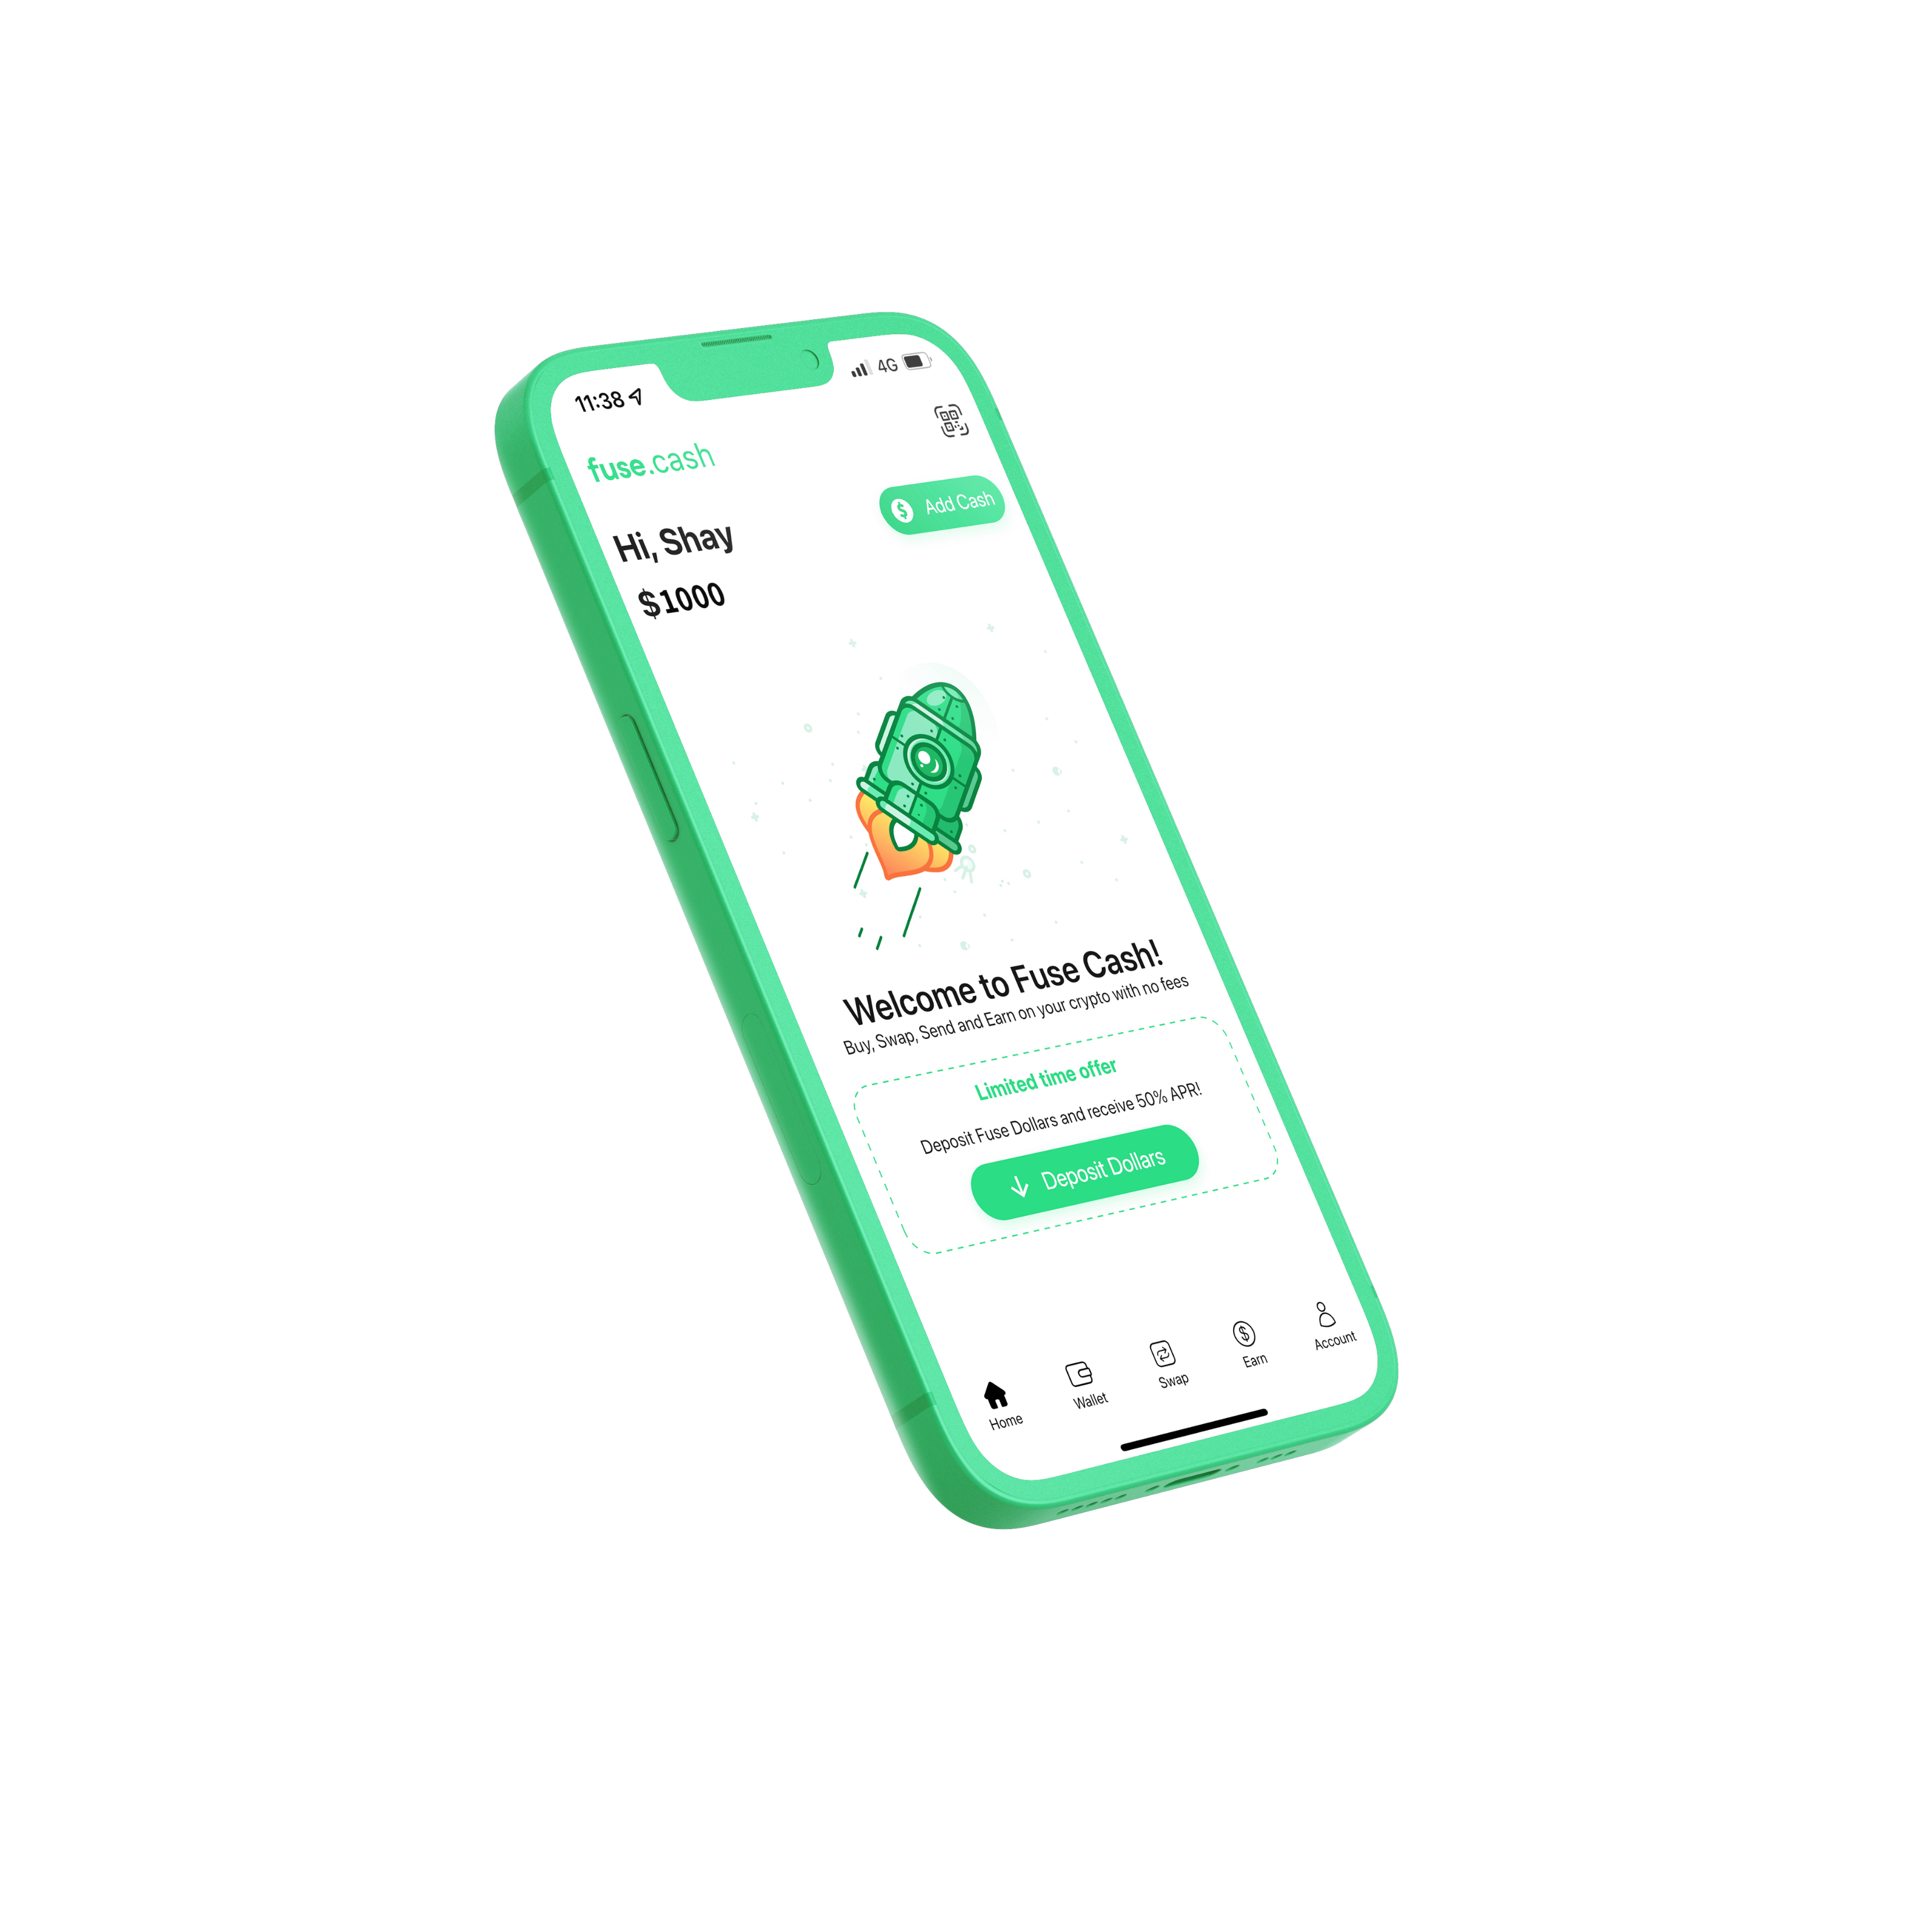 11:38
4G
fuse.cash
$ Add Cash
Hi, Shay
$1000
Welcome to Fuse Cash!
Buy, Swap, Send and Earn on your crypto with no fees
Limited time offer
Deposit Fuse Dollars and receive 50% APR!
Deposit Dollars
Home
Wallet
Swap
$
Earn
Account